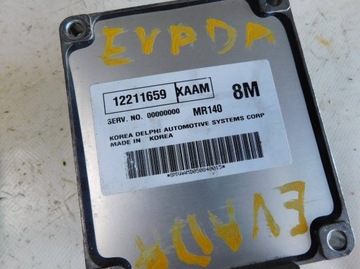 EVADA
12211659 XAAM 8M
SERV. NO. 00000000 MR140
KOREA DELPHI AUTOMOTIVE SYSTEMS CORP
MADE IN KOREA
EVADA